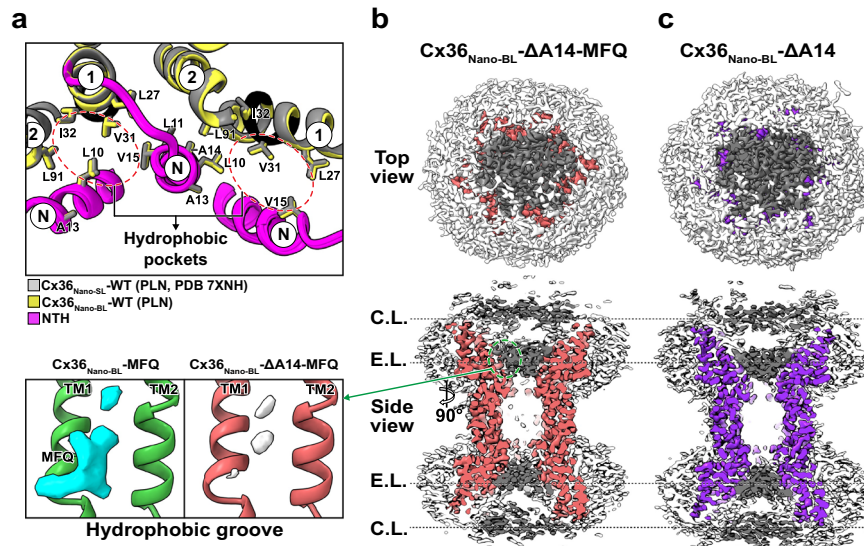 a
1
2
L27
I32
V31
L11
L91
I32
1
2
L10
V15
A14
L10
V31
L27
L91
N
A13
V15
A13
N
N
Hydrophobic
pockets
Cx36Nano-SL-WT (PLN, PDB 7XNH)
Cx36Nano-BL-WT (PLN)
NTH
Cx36Nano-BL-MFQ
Cx36Nano-BL-ΔA14-MFQ
TM1
TM2
TM1
TM2
MFQ
Hydrophobic groove
b
Cx36Nano-BL-ΔA14-MFQ
c
Cx36Nano-BL-ΔA14
Top
view
C.L.
E.L.
Side
view
90°
E.L.
C.L.